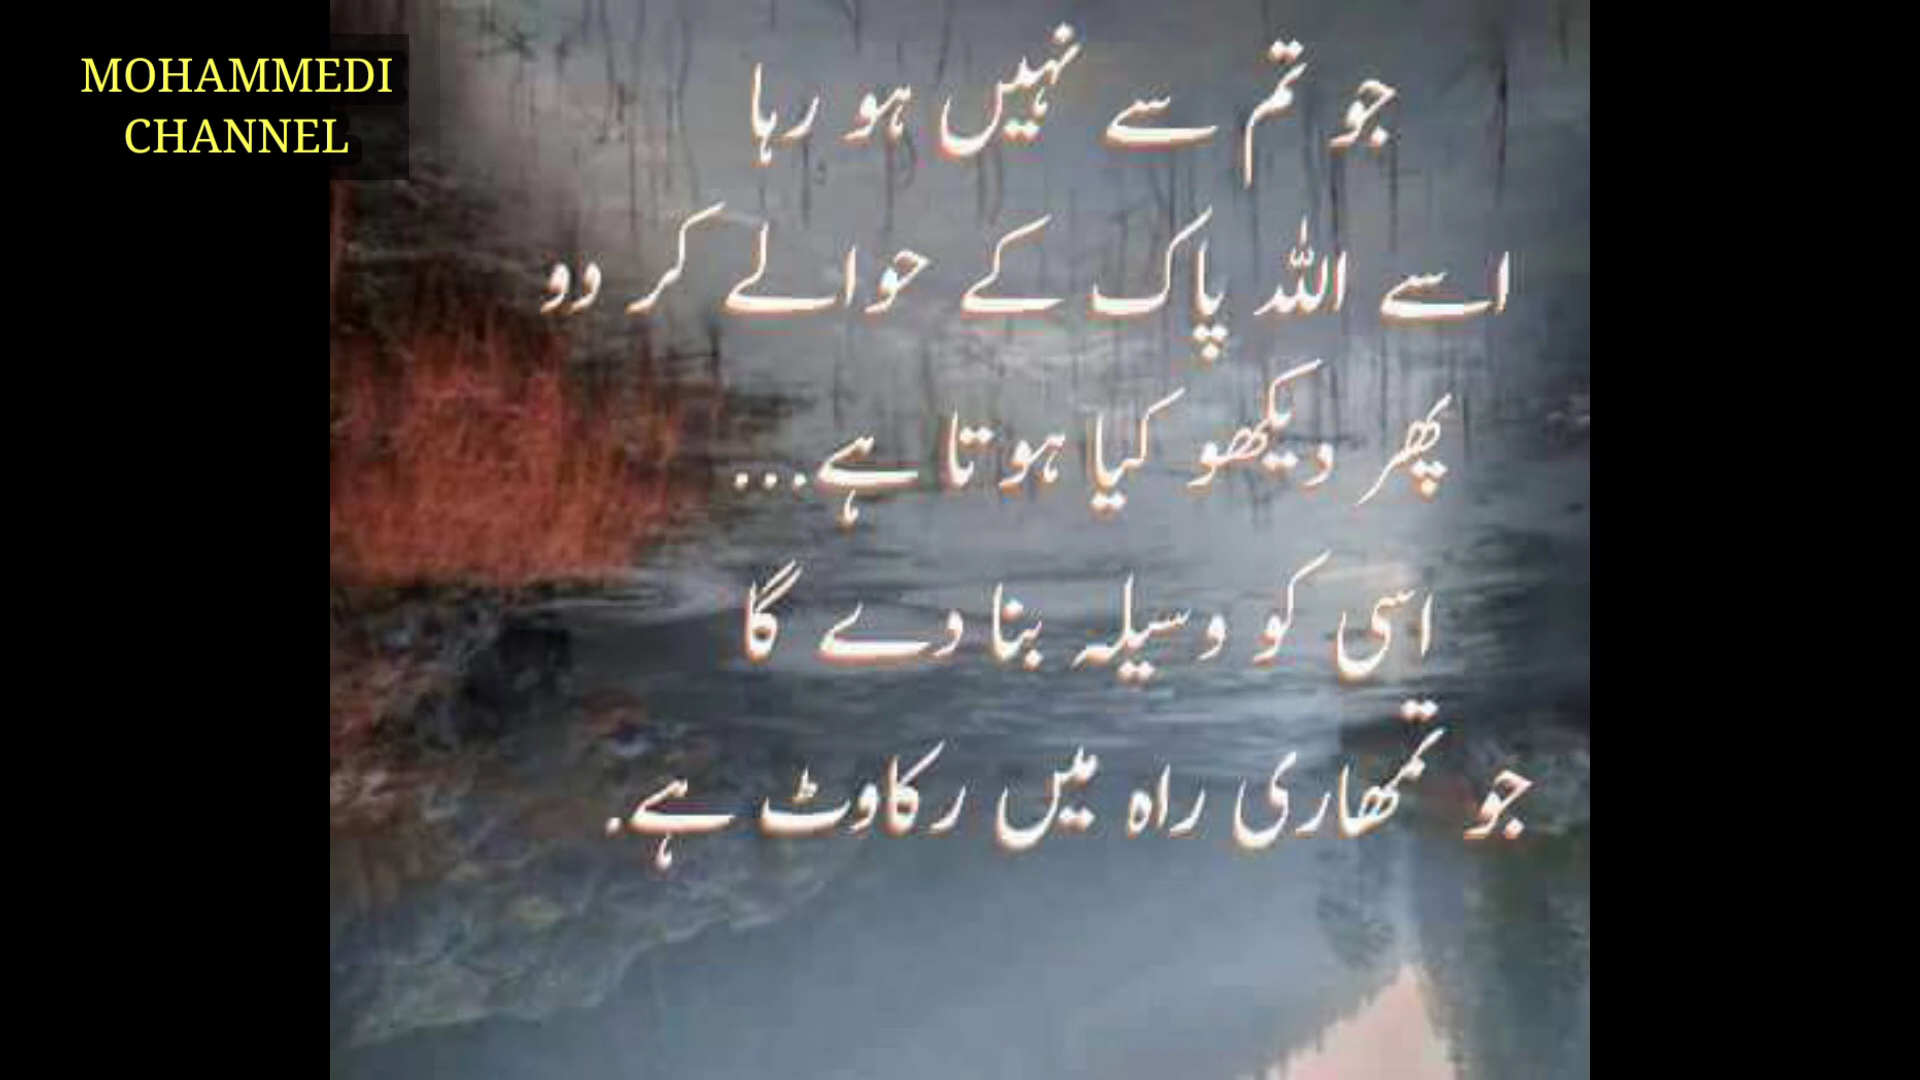 MOHAMMEDI
CHANNEL
جو تم سے نہیں ہو رہا
اسے اللہ پاک کے حوالے کر دو
پھر دیکھو کیا ہوتا ہے...
اسی کو وسیلہ بنا دے گا
جو تمھاری راہ میں رکاوٹ ہے.